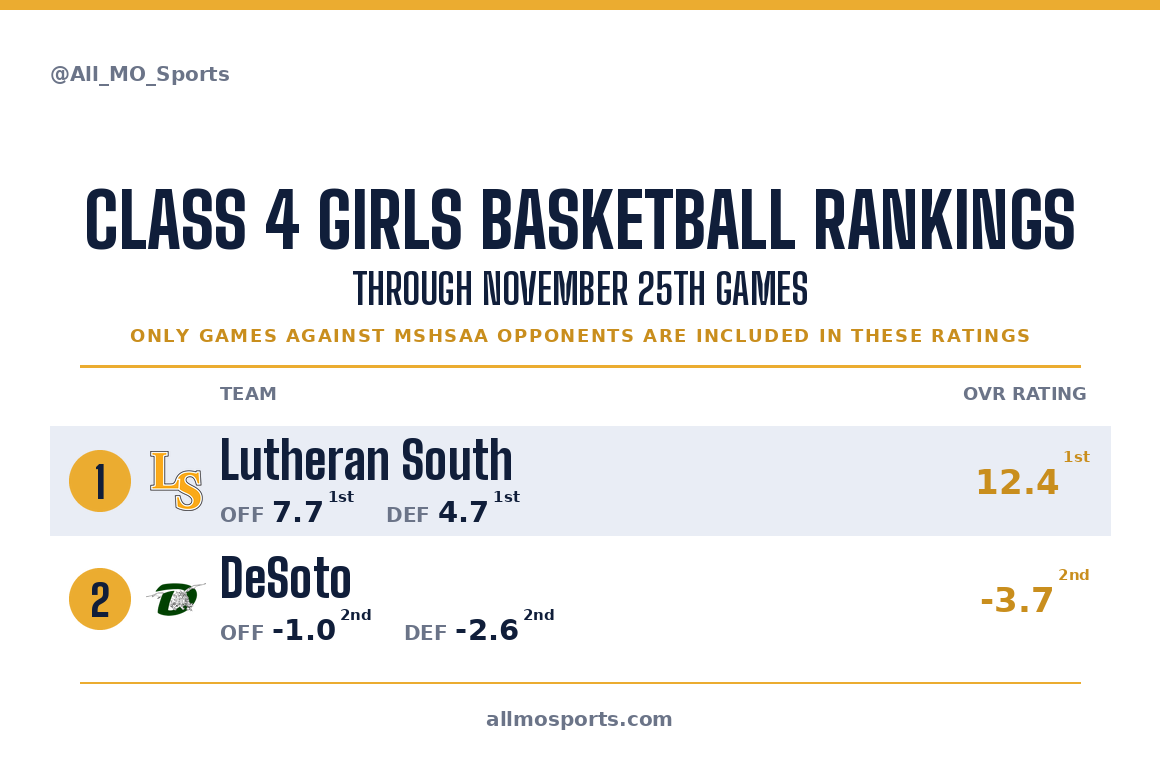 @All_MO_Sports
CLASS 4 GIRLS BASKETBALL RANKINGS
THROUGH NOVEMBER 25TH GAMES
ONLY GAMES AGAINST MSHSAA OPPONENTS ARE INCLUDED IN THESE RATINGS
TEAM OVR RATING
1 LS Lutheran South 12.4 1st
OFF 7.7 1st DEF 4.7 1st
2 D DeSoto -3.7 2nd
OFF -1.0 2nd DEF -2.6 2nd
allmosports.com